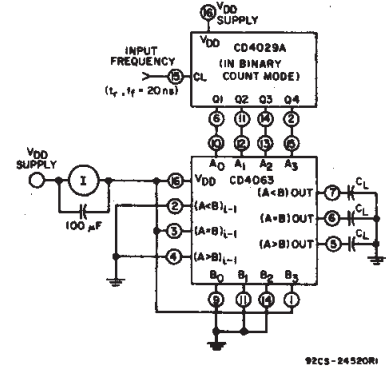 16 VDD SUPPLY
VDD
CD4029A
(IN BINARY COUNT MODE)
INPUT FREQUENCY
(tr, tf = 20ns)
15 CL
Q1 Q2 Q3 Q4
6 11 14 2
10 12 13 15
A0 A1 A2 A3
VDD SUPPLY
I
100 μF
16 VDD
CD4063
2 (A<B)i-1
3 (A=B)i-1
4 (A>B)i-1
(A<B)OUT 7 CL
(A=B)OUT 6 CL
(A>B)OUT 5 CL
B0 B1 B2 B3
9 11 14 1
92CS-24520R1